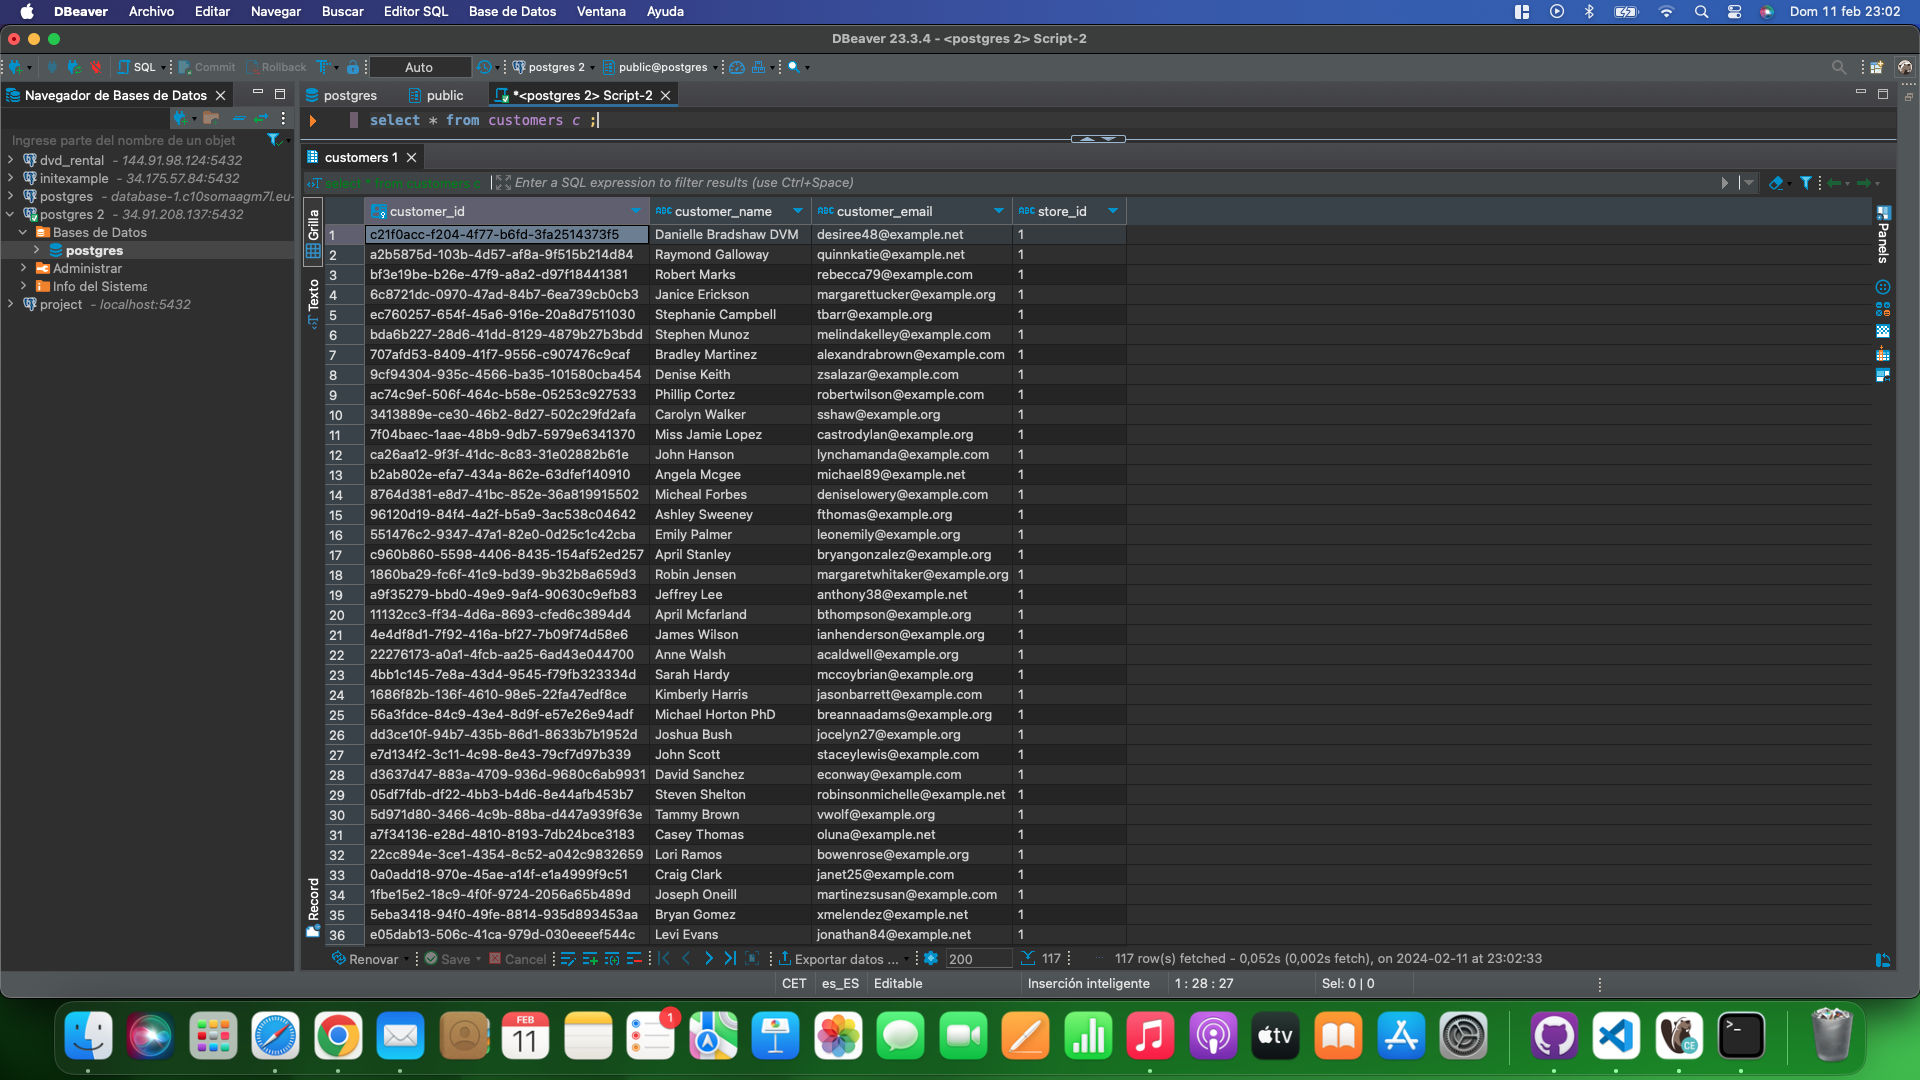 DBeaver Archivo Editar Navegar Buscar Editor SQL Base de Datos Ventana Ayuda Dom 11 feb 23:02
DBeaver 23.3.4 - <postgres 2> Script-2
SQL Commit Rollback Auto postgres 2 public@postgres
Navegador de Bases de Datos postgres public *<postgres 2> Script-2
select * from customers c ;
Ingrese parte del nombre de un objet
dvd_rental - 144.91.98.124:5432
initexample - 34.175.57.84:5432
postgres - database-1.c10somaagm7l.eu-
postgres 2 - 34.91.208.137:5432
Bases de Datos
postgres
Administrar
Info del Sistema
project - localhost:5432
customers 1
select * from customers c Enter a SQL expression to filter results (use Ctrl+Space)
Grilla
Texto
Record
Panels
customer_id customer_name customer_email store_id
1 c21f0acc-f204-4f77-b6fd-3fa2514373f5 Danielle Bradshaw DVM desiree48@example.net 1
2 a2b5875d-103b-4d57-af8a-9f515b214d84 Raymond Galloway quinnkatie@example.net 1
3 bf3e19be-b26e-47f9-a8a2-d97f18441381 Robert Marks rebecca79@example.com 1
4 6c8721dc-0970-47ad-84b7-6ea739cb0cb3 Janice Erickson margarettucker@example.org 1
5 ec760257-654f-45a6-916e-20a8d7511030 Stephanie Campbell tbarr@example.org 1
6 bda6b227-28d6-41dd-8129-4879b27b3bdd Stephen Munoz melindakelley@example.com 1
7 707afd53-8409-41f7-9556-c907476c9caf Bradley Martinez alexandrabrown@example.com 1
8 9cf94304-935c-4566-ba35-101580cba454 Denise Keith zsalazar@example.com 1
9 ac74c9ef-506f-464c-b58e-05253c927533 Phillip Cortez robertwilson@example.com 1
10 3413889e-ce30-46b2-8d27-502c29fd2afa Carolyn Walker sshaw@example.org 1
11 7f04baec-1aae-48b9-9db7-5979e6341370 Miss Jamie Lopez castrodylan@example.org 1
12 ca26aa12-9f3f-41dc-8c83-31e02882b61e John Hanson lynchamanda@example.com 1
13 b2ab802e-efa7-434a-862e-63dfef140910 Angela Mcgee michael89@example.net 1
14 8764d381-e8d7-41bc-852e-36a819915502 Micheal Forbes deniselowery@example.com 1
15 96120d19-84f4-4a2f-b5a9-3ac538c04642 Ashley Sweeney fthomas@example.org 1
16 551476c2-9347-47a1-82e0-0d25c1c42cba Emily Palmer leonemily@example.org 1
17 c960b860-5598-4406-8435-154af52ed257 April Stanley bryangonzalez@example.org 1
18 1860ba29-fc6f-41c9-bd39-9b32b8a659d3 Robin Jensen margaretwhitaker@example.org 1
19 a9f35279-bbd0-49e9-9af4-90630c9efb83 Jeffrey Lee anthony38@example.net 1
20 11132cc3-ff34-4d6a-8693-cfed6c3894d4 April Mcfarland bthompson@example.org 1
21 4e4df8d1-7f92-416a-bf27-7b09f74d58e6 James Wilson ianhenderson@example.org 1
22 22276173-a0a1-4fcb-aa25-6ad43e044700 Anne Walsh acaldwell@example.org 1
23 4bb1c145-7e8a-43d4-9545-f79fb323334d Sarah Hardy mccoybrian@example.org 1
24 1686f82b-136f-4610-98e5-22fa47edf8ce Kimberly Harris jasonbarrett@example.com 1
25 56a3fdce-84c9-43e4-8d9f-e57e26e94adf Michael Horton PhD breannaadams@example.org 1
26 dd3ce10f-94b7-435b-86d1-8633b7b1952d Joshua Bush jocelyn27@example.org 1
27 e7d134f2-3c11-4c98-8e43-79cf7d97b339 John Scott staceylewis@example.com 1
28 d3637d47-883a-4709-936d-9680c6ab9931 David Sanchez econway@example.com 1
29 05df7fdb-df22-4bb3-b4d6-8e44afb453b7 Steven Shelton robinsonmichelle@example.net 1
30 5d971d80-3466-4c9b-88ba-d447a939f63e Tammy Brown vwolf@example.org 1
31 a7f34136-e28d-4810-8193-7db24bce3183 Casey Thomas oluna@example.net 1
32 22cc894e-3ce1-4354-8c52-a042c9832659 Lori Ramos bowenrose@example.org 1
33 0a0add18-970e-45ae-a14f-e1a4999f9c51 Craig Clark janet25@example.com 1
34 1fbe15e2-18c9-4f0f-9724-2056a65b489d Joseph Oneill martinezsusan@example.com 1
35 5eba3418-94f0-49fe-8814-935d893453aa Bryan Gomez xmelendez@example.net 1
36 e05dab13-506c-41ca-979d-030eeeef544c Levi Evans jonathan84@example.net 1
Renovar Save Cancel Exportar datos ... 200 117 117 row(s) fetched - 0,052s (0,002s fetch), on 2024-02-11 at 23:02:33
CET es_ES Editable Inserción inteligente 1 : 28 : 27 Sel: 0 | 0
FEB
11
1
tv
CE